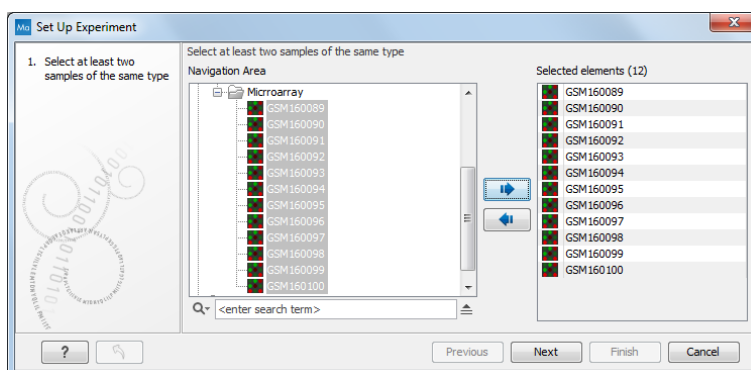 Ma Set Up Experiment
1. Select at least two
samples of the same type
Select at least two samples of the same type
Navigation Area
Micrroarray
GSM160089
GSM160090
GSM160091
GSM160092
GSM160093
GSM160094
GSM160095
GSM160096
GSM160097
GSM160098
GSM160099
GSM160100
<enter search term>
Selected elements (12)
GSM160089
GSM160090
GSM160091
GSM160092
GSM160093
GSM160094
GSM160095
GSM160096
GSM160097
GSM160098
GSM160099
GSM160100
?
Previous
Next
Finish
Cancel